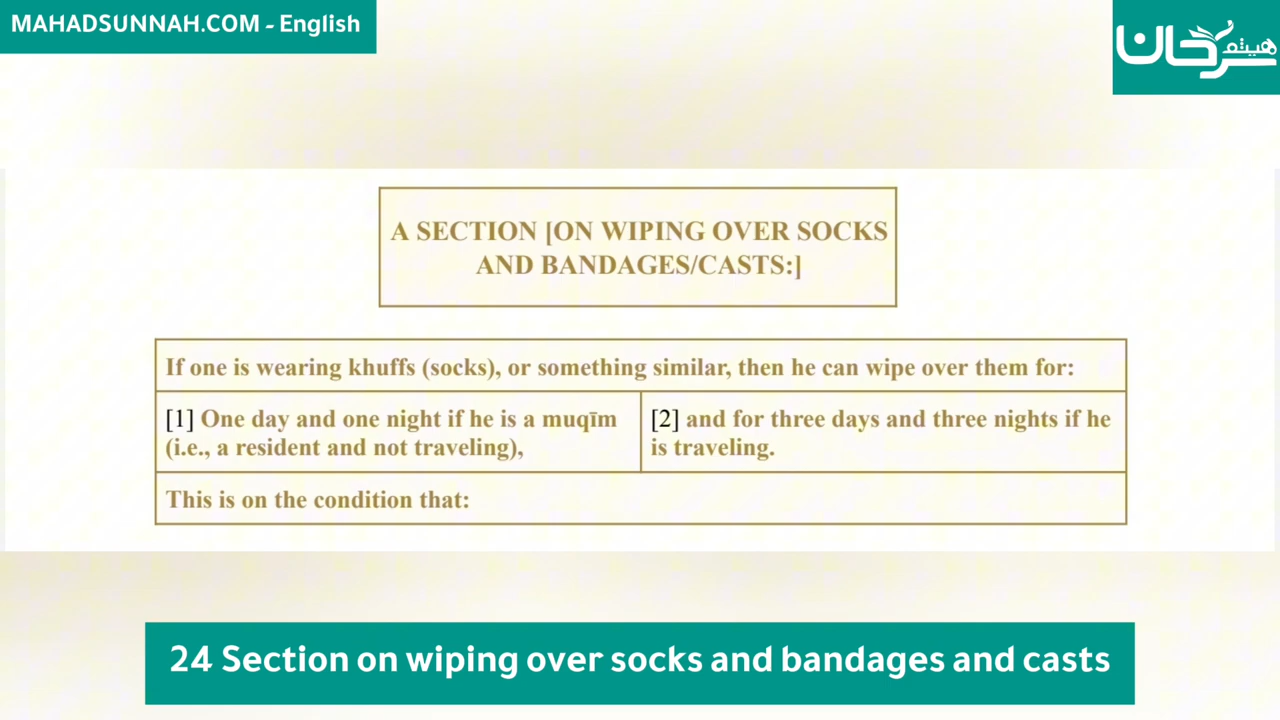 MAHADSUNNAH.COM - English
هيثم
سرحان
A SECTION [ON WIPING OVER SOCKS
AND BANDAGES/CASTS:]
If one is wearing khuffs (socks), or something similar, then he can wipe over them for:
[1] One day and one night if he is a muqīm
(i.e., a resident and not traveling),
[2] and for three days and three nights if he
is traveling.
This is on the condition that:
24 Section on wiping over socks and bandages and casts